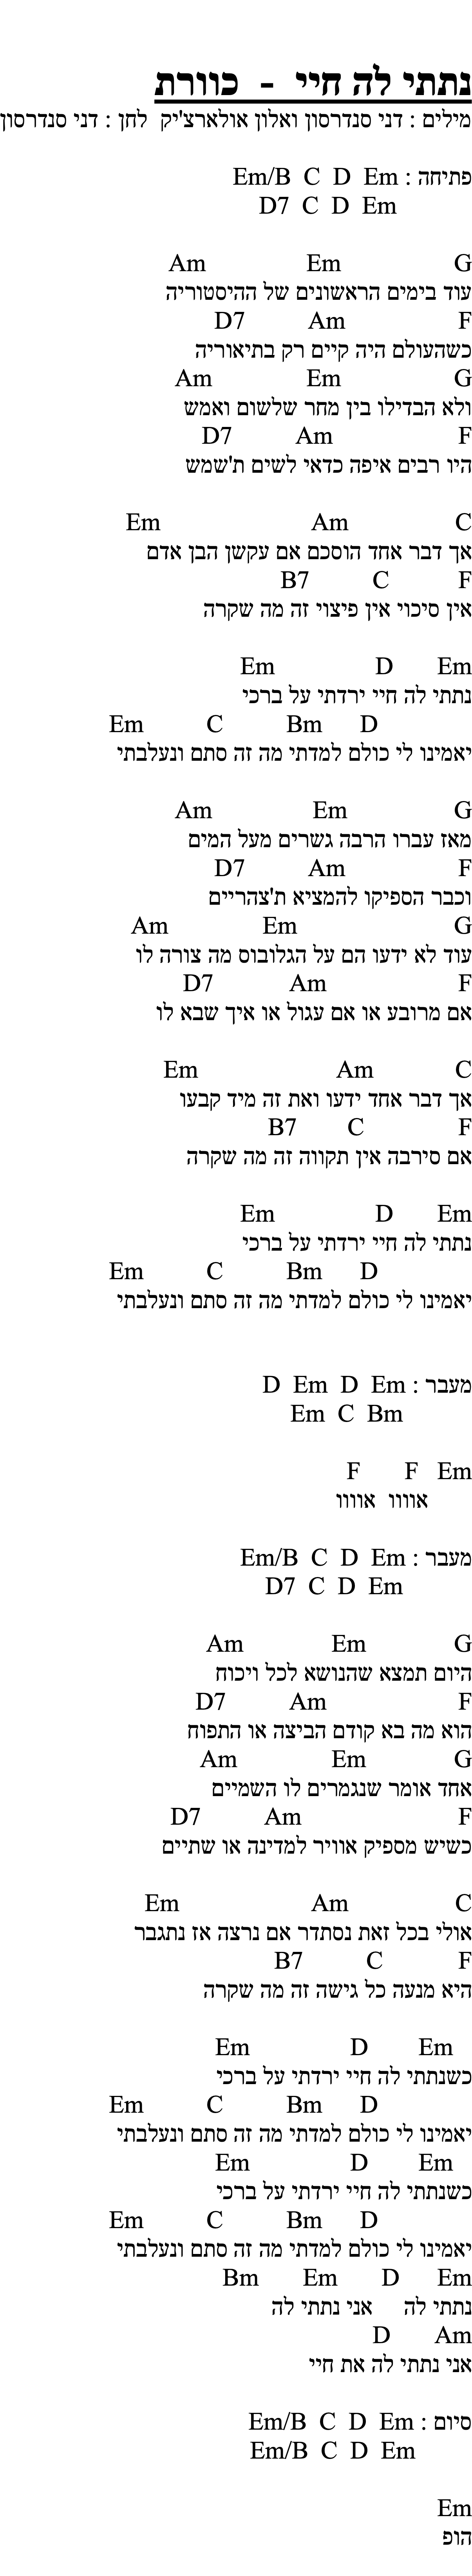 נתתי לה חיי - כוורת
מילים : דני סנדרסון ואלון אולארצ'יק לחן : דני סנדרסון
פתיחה : Em/B C D Em
D7 C D Em
Am Em G
עוד בימים הראשונים של ההיסטוריה
D7 Am F
כשהעולם היה קיים רק בתיאוריה
Am Em G
ולא הבדילו בין מחר שלשום ואמש
D7 Am F
היו רבים איפה כדאי לשים ת'שמש
Em Am C
אך דבר אחד הוסכם אם עקשן הבן אדם
B7 C F
אין סיכוי אין פיצוי זה מה שקרה
Em D Em
נתתי לה חיי ירדתי על ברכי
Em C Bm D
יאמינו לי כולם למדתי מה זה סתם ונעלבתי
Am Em G
מאז עברו הרבה גשרים מעל המים
D7 Am F
וכבר הספיקו להמציא ת'צהריים
Am Em G
עוד לא ידעו הם על הגלובוס מה צורה לו
D7 Am F
אם מרובע או אם עגול או איך שבא לו
Em Am C
אך דבר אחד ידעו ואת זה מיד קבעו
B7 C F
אם סירבה אין תקווה זה מה שקרה
Em D Em
נתתי לה חיי ירדתי על ברכי
Em C Bm D
יאמינו לי כולם למדתי מה זה סתם ונעלבתי
מעבר : D Em D Em
Em C Bm
F F Em
אוווו אוווו
מעבר : Em/B C D Em
D7 C D Em
Am Em G
היום תמצא שהנושא לכל ויכוח
D7 Am F
הוא מה בא קודם הביצה או התפוח
Am Em G
אחד אומר שנגמרים לו השמיים
D7 Am F
כשיש מספיק אוויר למדינה או שתיים
Em Am C
אולי בכל זאת נסתדר אם נרצה אז נתגבר
B7 C F
היא מנעה כל גישה זה מה שקרה
Em D Em
כשנתתי לה חיי ירדתי על ברכי
Em C Bm D
יאמינו לי כולם למדתי מה זה סתם ונעלבתי
Em D Em
כשנתתי לה חיי ירדתי על ברכי
Em C Bm D
יאמינו לי כולם למדתי מה זה סתם ונעלבתי
Bm Em D Em
נתתי לה אני נתתי לה
D Am
אני נתתי לה את חיי
סיום : Em/B C D Em
Em/B C D Em
Em
הופ